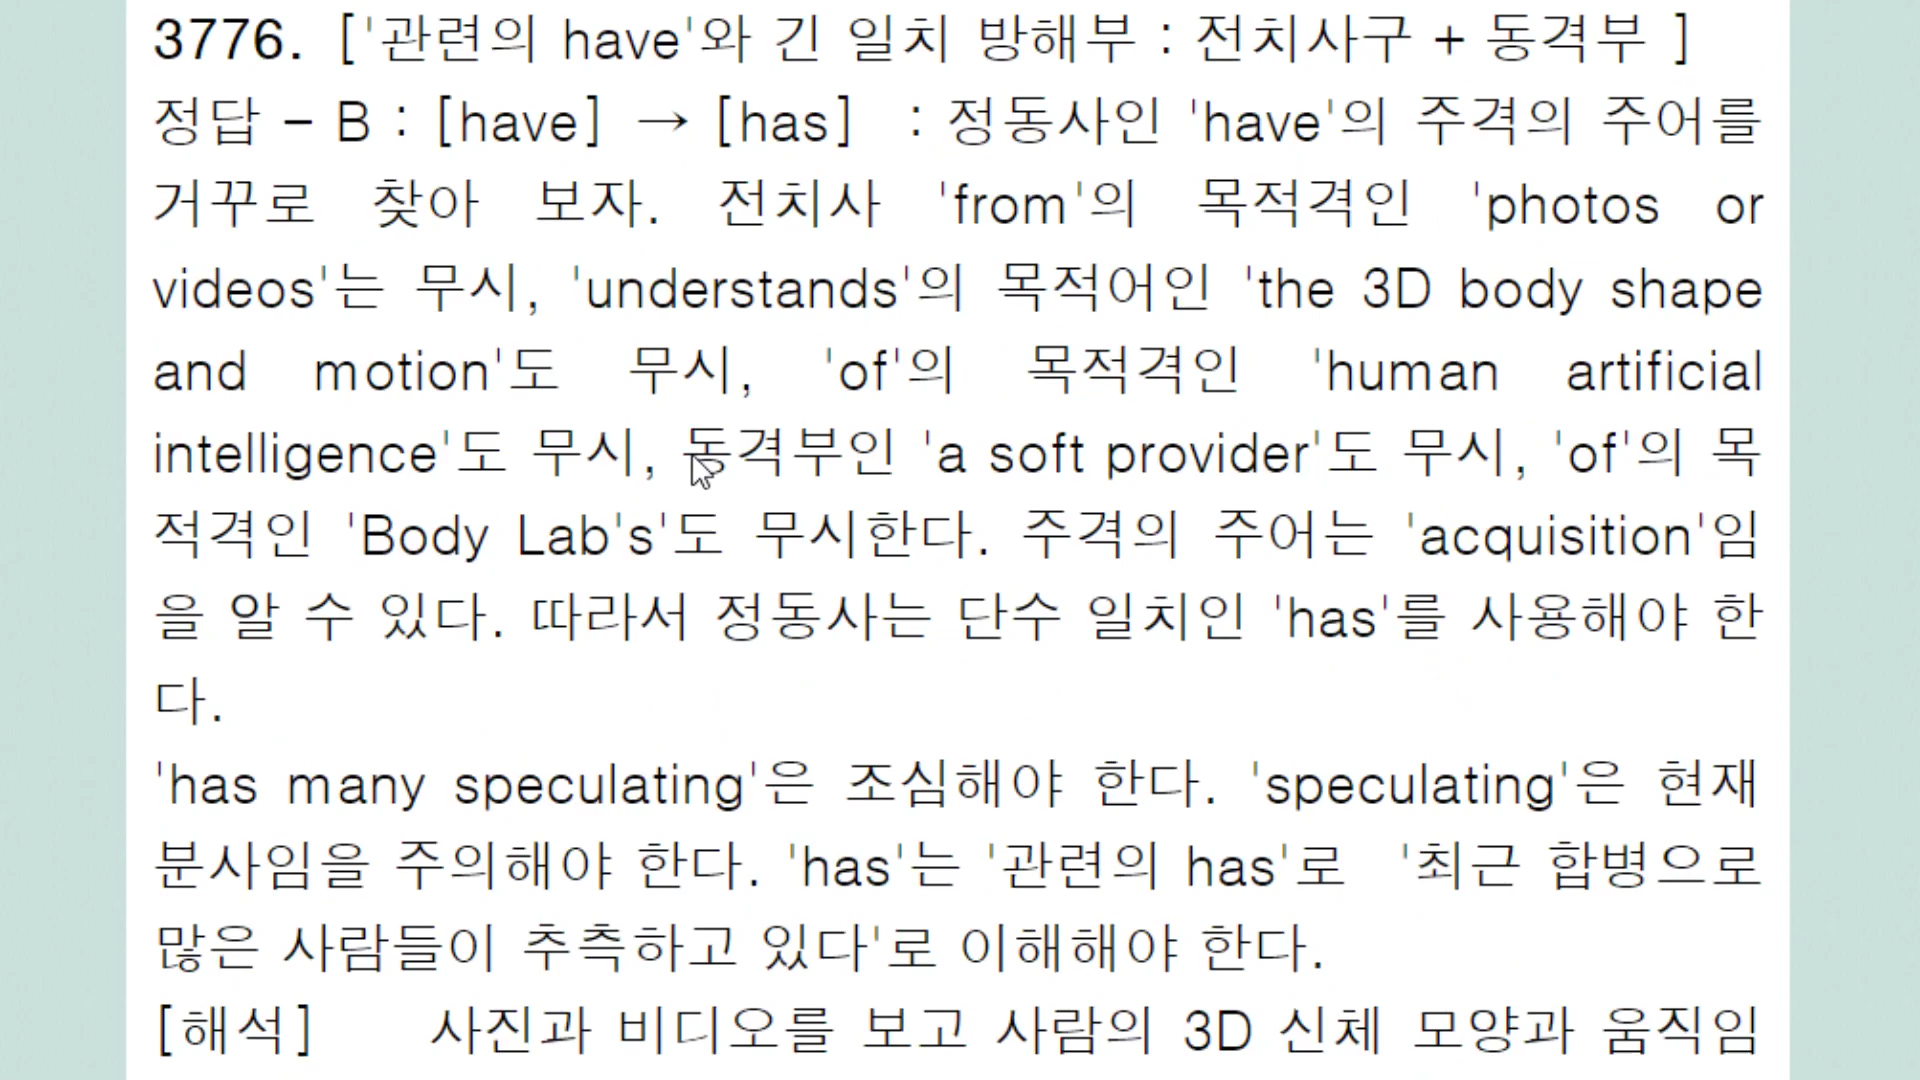 3776. ['관련의 have'와 긴 일치 방해부 : 전치사구 + 동격부 ]
정답 – B : [have] → [has] : 정동사인 'have'의 주격의 주어를
거꾸로 찾아 보자. 전치사 'from'의 목적격인 'photos or
videos'는 무시, 'understands'의 목적어인 'the 3D body shape
and motion'도 무시, 'of'의 목적격인 'human artificial
intelligence'도 무시, 동격부인 'a soft provider'도 무시, 'of'의 목
적격인 'Body Lab's'도 무시한다. 주격의 주어는 'acquisition'임
을 알 수 있다. 따라서 정동사는 단수 일치인 'has'를 사용해야 한
다.
'has many speculating'은 조심해야 한다. 'speculating'은 현재
분사임을 주의해야 한다. 'has'는 '관련의 has'로 '최근 합병으로
많은 사람들이 추측하고 있다'로 이해해야 한다.
[해석] 사진과 비디오를 보고 사람의 3D 신체 모양과 움직임